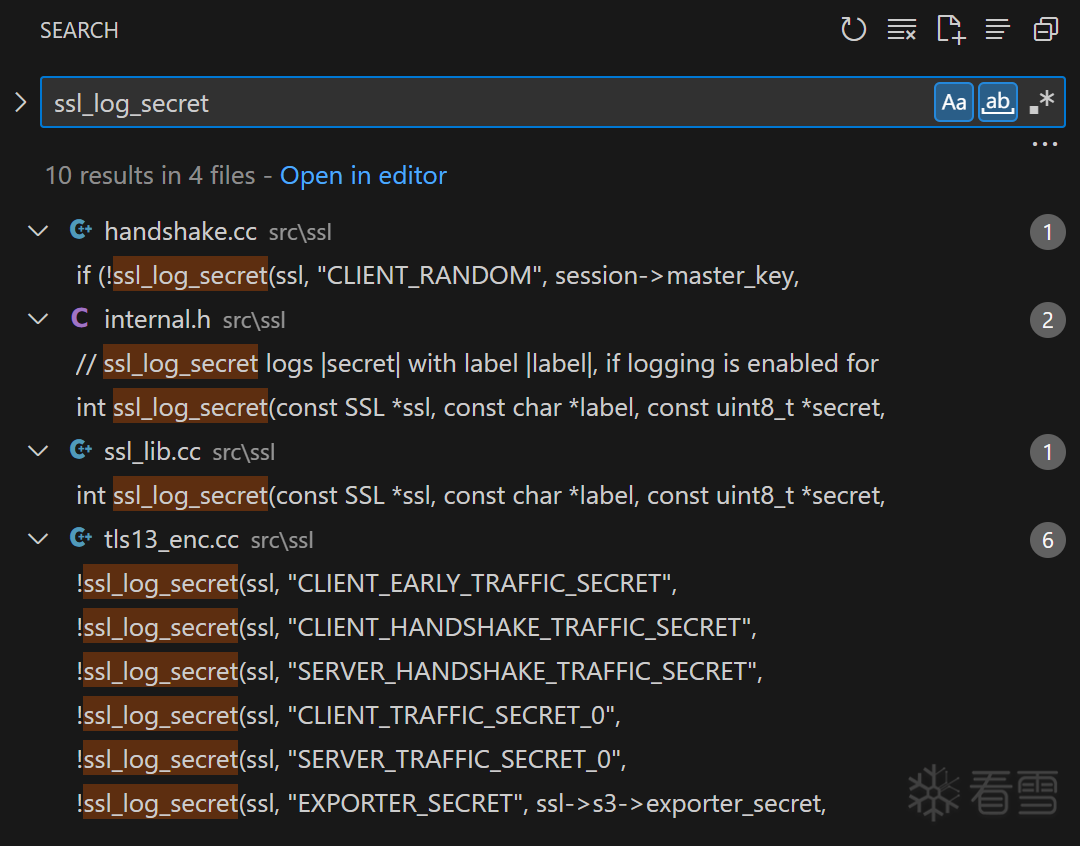 SEARCH
ssl_log_secret Aa ab .*
10 results in 4 files - Open in editor
handshake.cc src\ssl 1
if (!ssl_log_secret(ssl, "CLIENT_RANDOM", session->master_key,
internal.h src\ssl 2
// ssl_log_secret logs |secret| with label |label|, if logging is enabled for
int ssl_log_secret(const SSL *ssl, const char *label, const uint8_t *secret,
ssl_lib.cc src\ssl 1
int ssl_log_secret(const SSL *ssl, const char *label, const uint8_t *secret,
tls13_enc.cc src\ssl 6
!ssl_log_secret(ssl, "CLIENT_EARLY_TRAFFIC_SECRET",
!ssl_log_secret(ssl, "CLIENT_HANDSHAKE_TRAFFIC_SECRET",
!ssl_log_secret(ssl, "SERVER_HANDSHAKE_TRAFFIC_SECRET",
!ssl_log_secret(ssl, "CLIENT_TRAFFIC_SECRET_0",
!ssl_log_secret(ssl, "SERVER_TRAFFIC_SECRET_0",
!ssl_log_secret(ssl, "EXPORTER_SECRET", ssl->s3->exporter_secret,
看雪